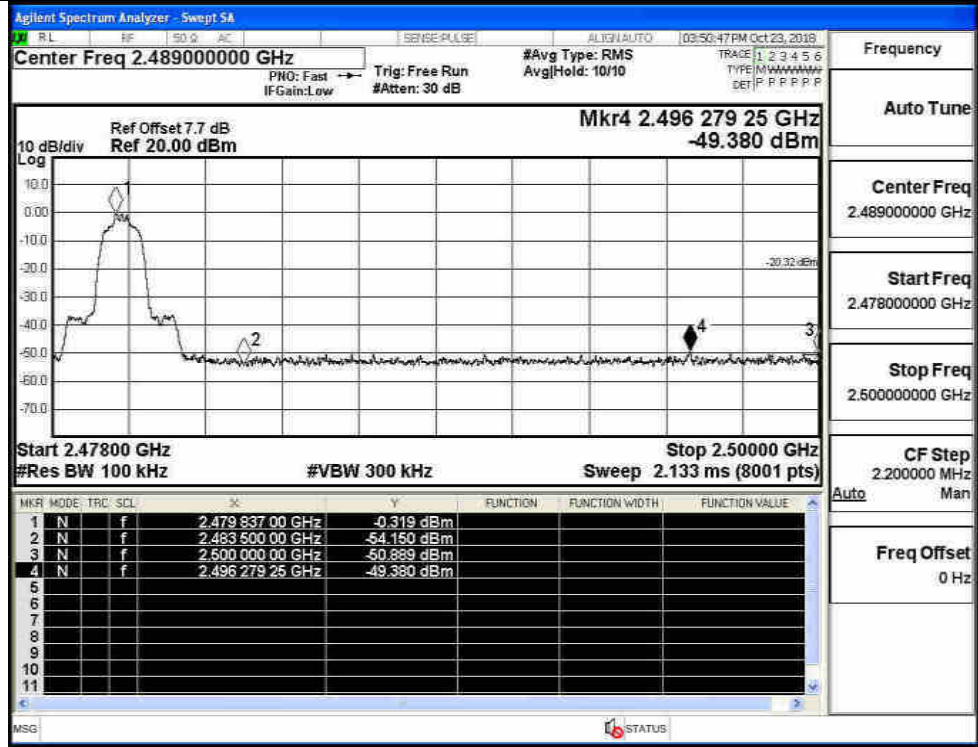 Agilent Spectrum Analyzer - Swept SA
RL RF 50 Ω AC SENSE:PULSE ALIGNAUTO 03:50:47 PM Oct 23, 2018
Center Freq 2.489000000 GHz
PNO: Fast
IFGain:Low
Trig: Free Run
#Atten: 30 dB
#Avg Type: RMS
Avg|Hold: 10/10
TRACE 1 2 3 4 5 6
TYPE M W W W W W
DET P P P P P P
Ref Offset 7.7 dB
Ref 20.00 dBm
10 dB/div
Log
Mkr4 2.496 279 25 GHz
-49.380 dBm
10.0
0.00
-10.0
-20.0
-30.0
-40.0
-50.0
-60.0
-70.0
1
2
4
3
-20.32 dBm
Start 2.47800 GHz Stop 2.50000 GHz
#Res BW 100 kHz #VBW 300 kHz Sweep 2.133 ms (8001 pts)
MKR MODE TRC SCL X Y FUNCTION FUNCTION WIDTH FUNCTION VALUE
1 N f 2.479 837 00 GHz -0.319 dBm
2 N f 2.483 500 00 GHz -54.150 dBm
3 N f 2.500 000 00 GHz -50.889 dBm
4 N f 2.496 279 25 GHz -49.380 dBm
5
6
7
8
9
10
11
MSG STATUS
Frequency
Auto Tune
Center Freq
2.489000000 GHz
Start Freq
2.478000000 GHz
Stop Freq
2.500000000 GHz
CF Step
2.200000 MHz
Auto Man
Freq Offset
0 Hz